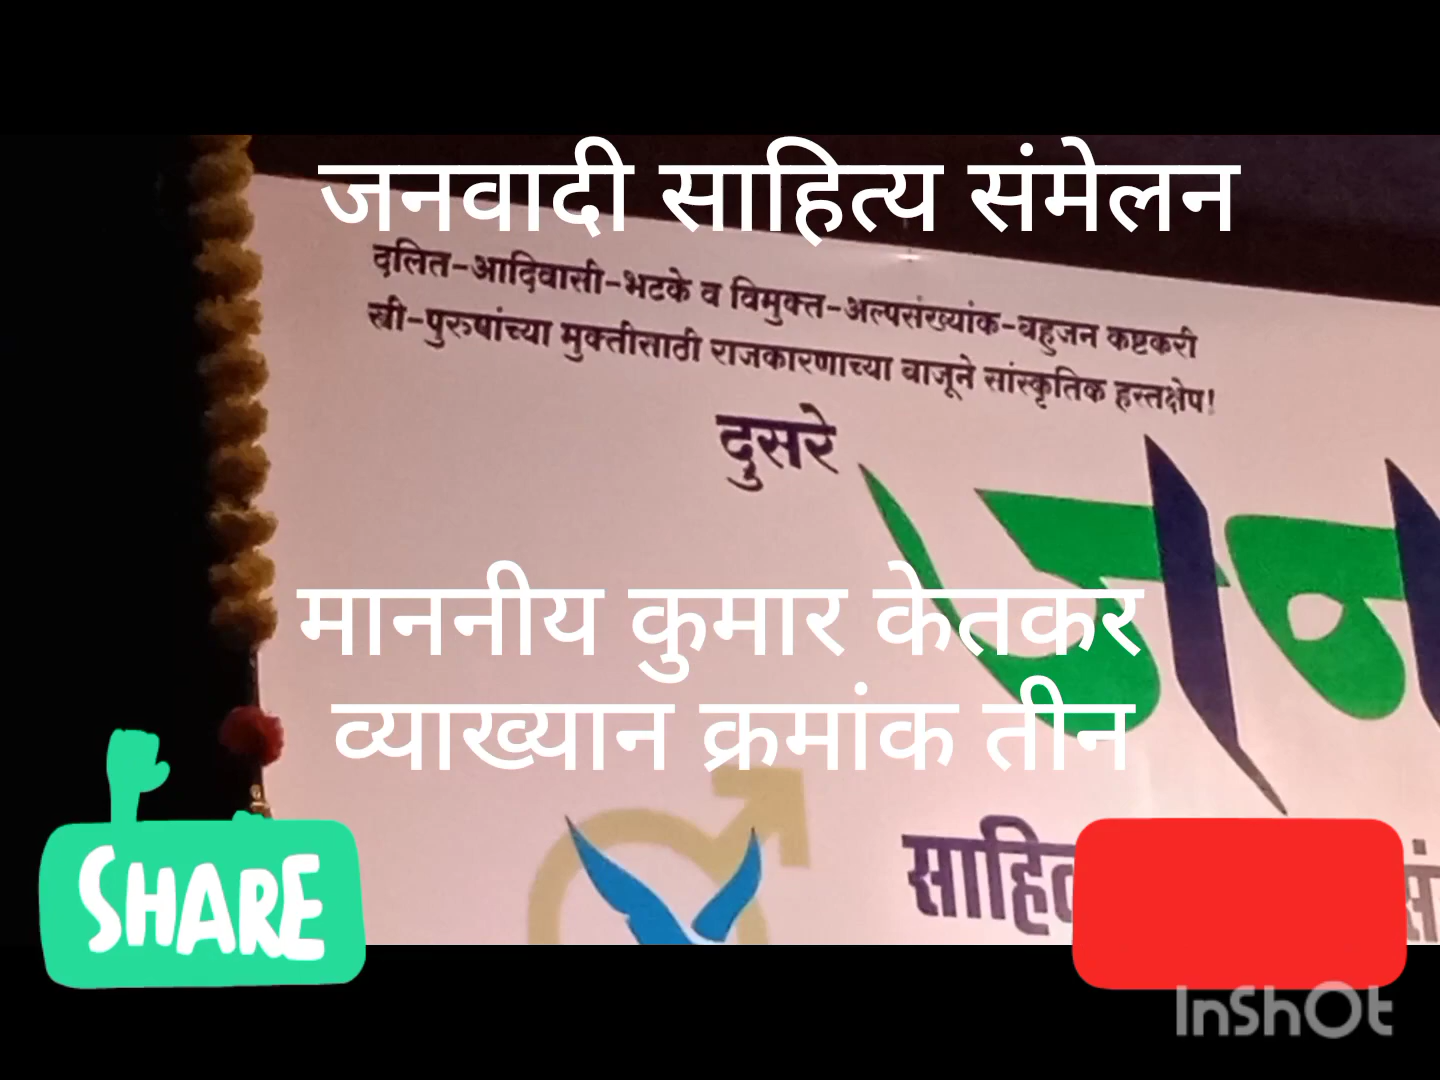 जनवादी साहित्य संमेलन
दलित-आदिवासी-भटके व विमुक्त-अल्पसंख्यांक-बहुजन कष्टकरी
स्त्री-पुरुषांच्या मुक्तीसाठी राजकारणाच्या बाजूने सांस्कृतिक हस्तक्षेप!
दुसरे
जन
माननीय कुमार केतकर
व्याख्यान क्रमांक तीन
SHARE
InShOt